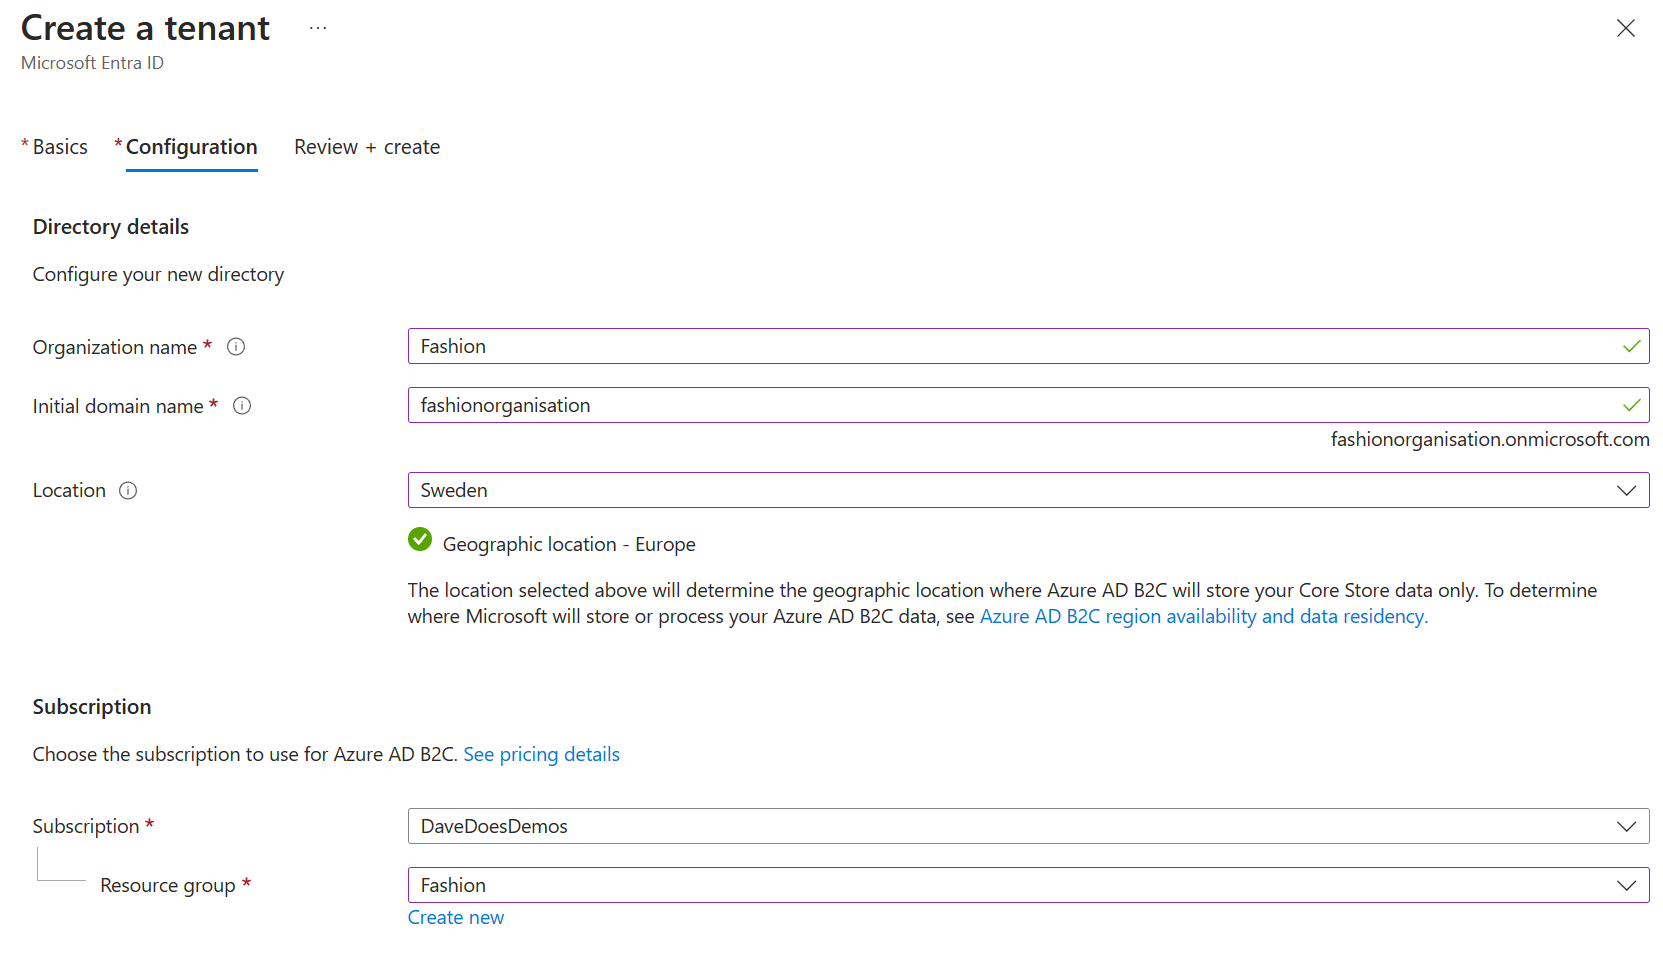 Create a tenant ...
Microsoft Entra ID
* Basics * Configuration Review + create
Directory details
Configure your new directory
Organization name * Fashion
Initial domain name * fashionorganisation
fashionorganisation.onmicrosoft.com
Location Sweden
Geographic location - Europe
The location selected above will determine the geographic location where Azure AD B2C will store your Core Store data only. To determine
where Microsoft will store or process your Azure AD B2C data, see Azure AD B2C region availability and data residency.
Subscription
Choose the subscription to use for Azure AD B2C. See pricing details
Subscription * DaveDoesDemos
Resource group * Fashion
Create new